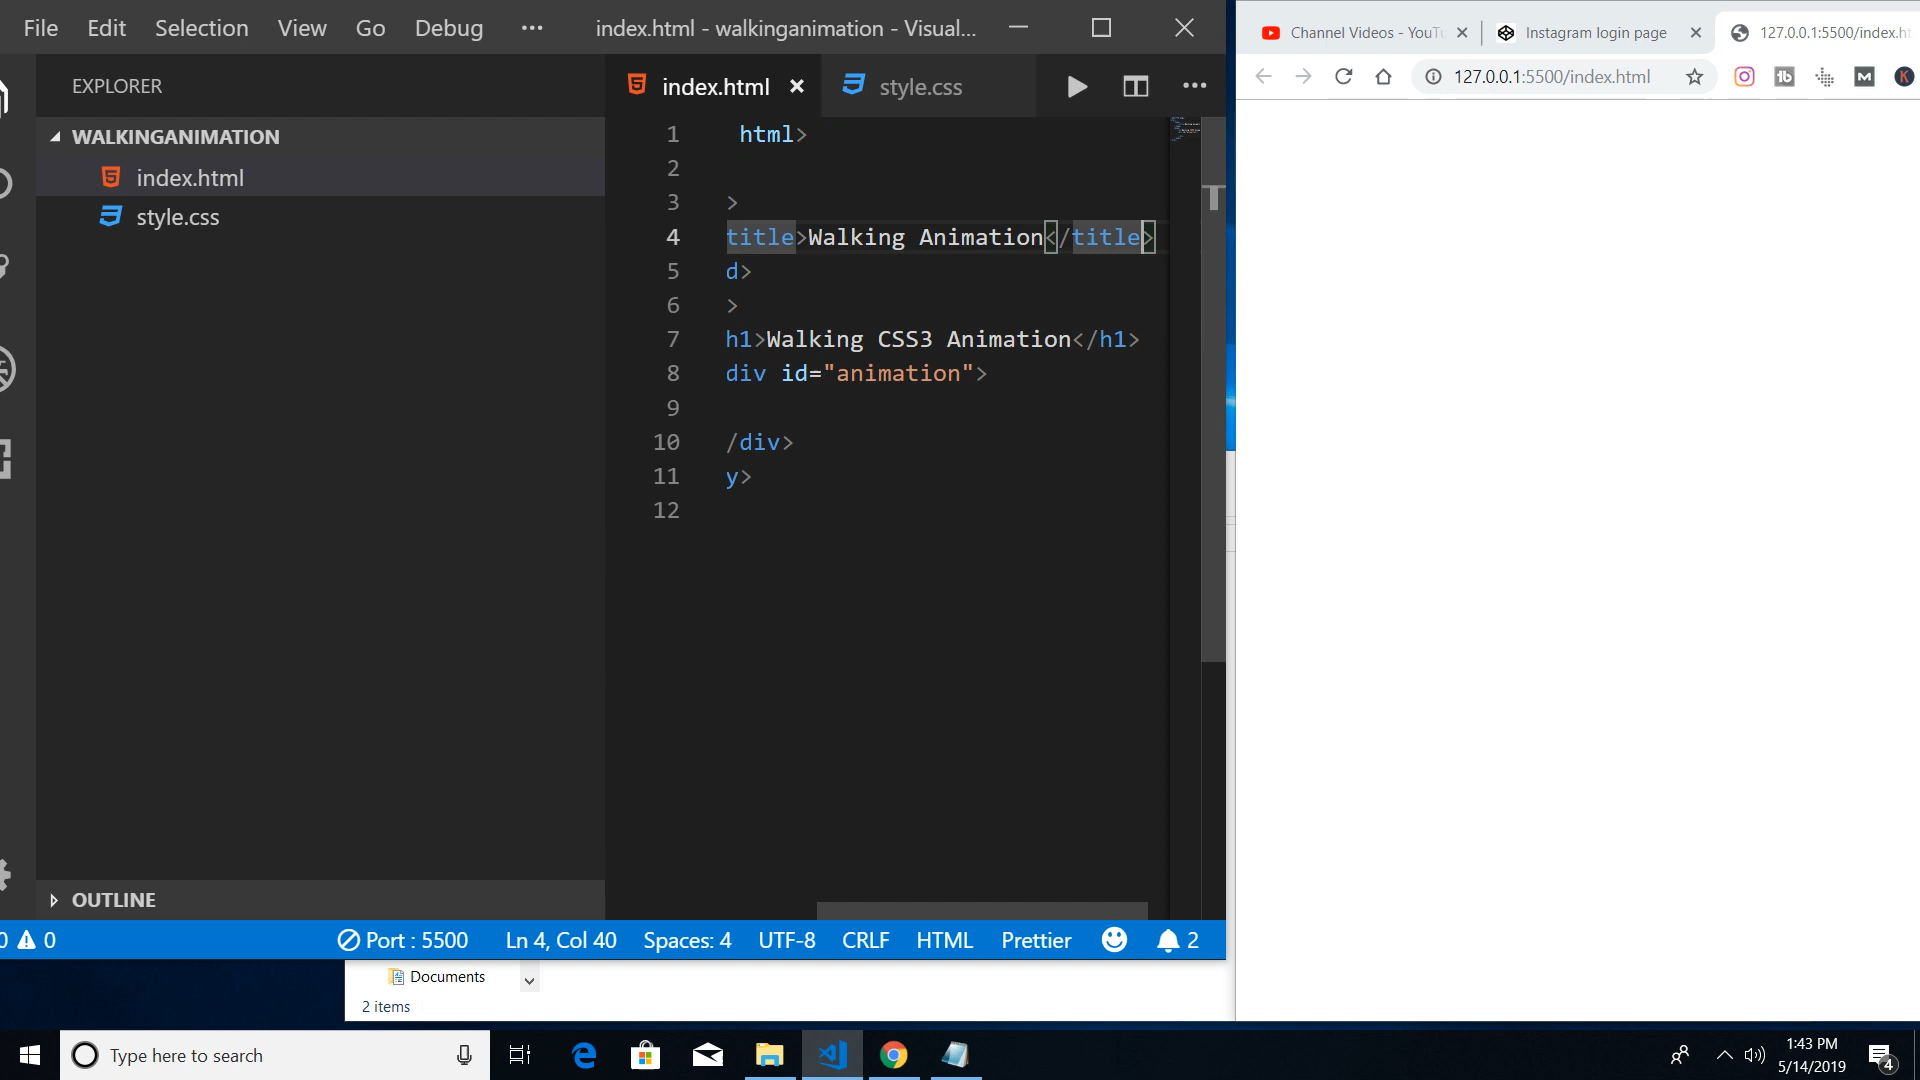 File Edit Selection View Go Debug ··· index.html - walkinganimation - Visual...
EXPLORER
WALKINGANIMATION
index.html
style.css
OUTLINE
index.html × style.css
1 html>
2
3 >
4 title>Walking Animation</title>
5 d>
6 >
7 h1>Walking CSS3 Animation</h1>
8 div id="animation">
9
10 /div>
11 y>
12
0 0 Port : 5500 Ln 4, Col 40 Spaces: 4 UTF-8 CRLF HTML Prettier 2
Channel Videos - YouTu Instagram login page 127.0.0.1:5500/index.ht
127.0.0.1:5500/index.html
Documents
2 items
Type here to search
1:43 PM
5/14/2019
4